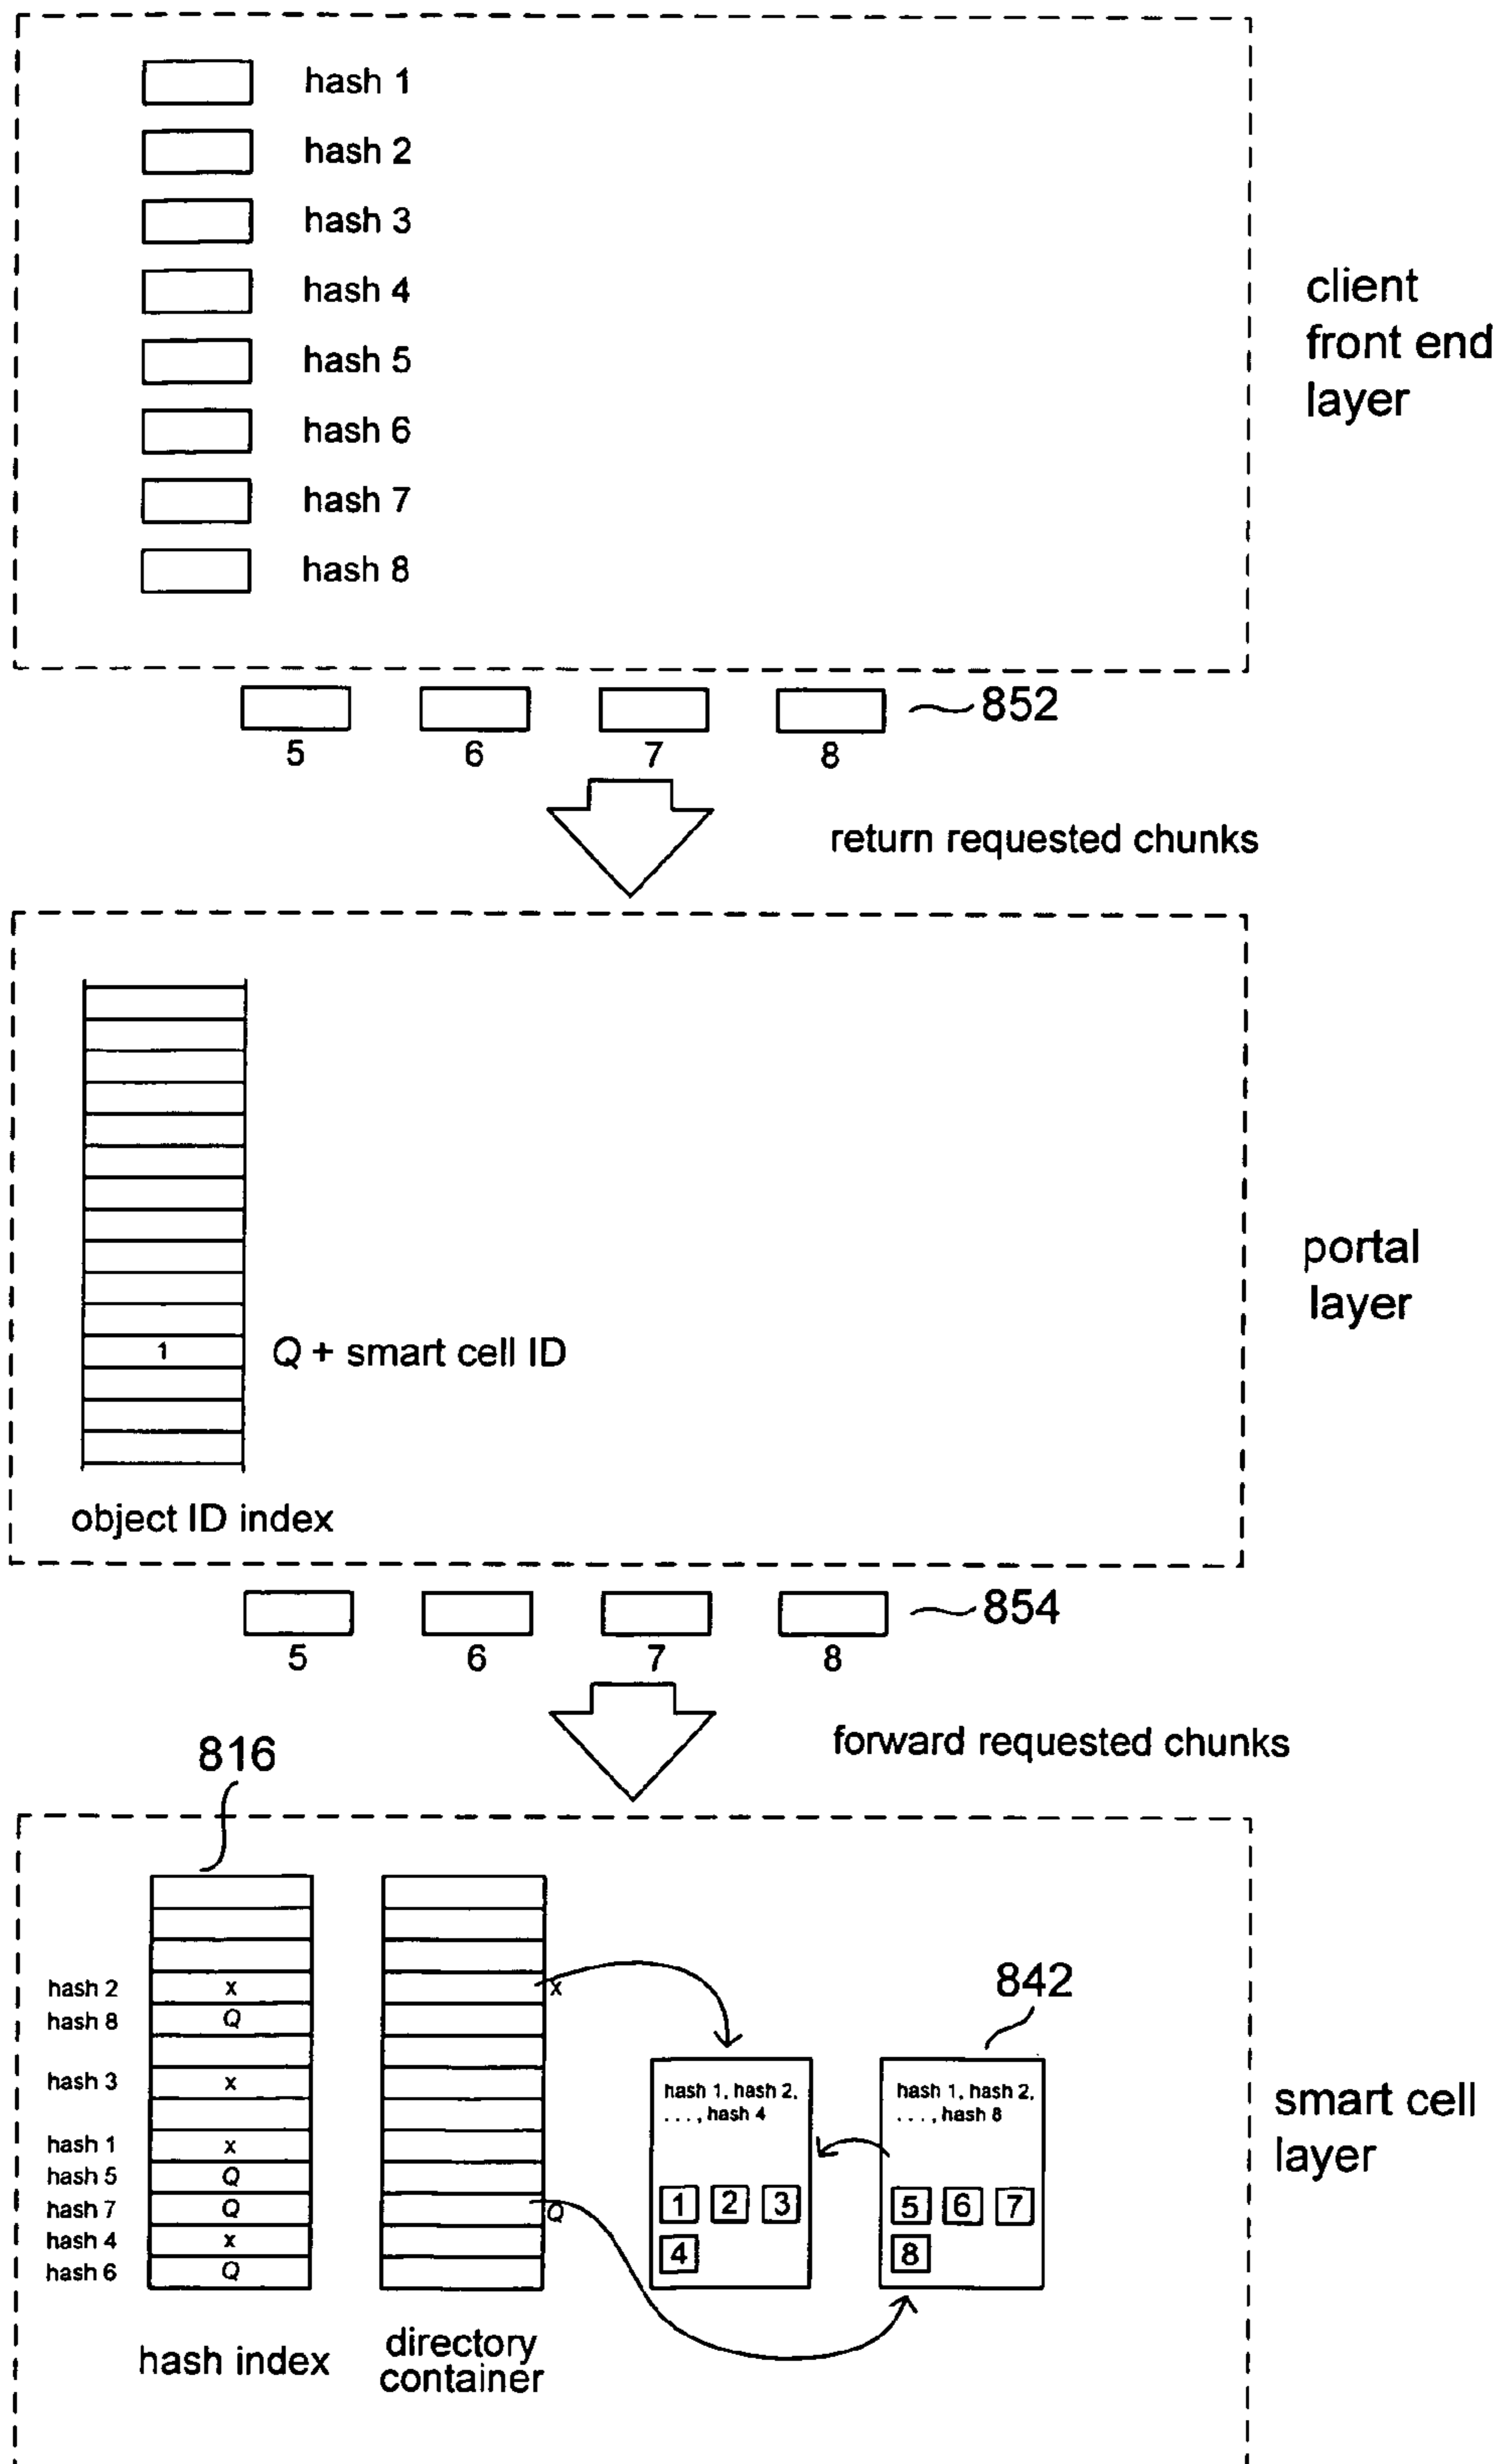 hash 1
hash 2
hash 3
hash 4
hash 5
hash 6
hash 7
hash 8
client
front end
layer
852
5 6 7 8
return requested chunks
1 Q + smart cell ID
object ID index
portal
layer
854
5 6 7 8
forward requested chunks
816
hash 2 x
hash 8 Q
hash 3 x
hash 1 x
hash 5 Q
hash 7 Q
hash 4 x
hash 6 Q
hash index
x
Q
directory
container
hash 1, hash 2,
. . . , hash 4
1 2 3
4
842
hash 1, hash 2,
. . . , hash 8
5 6 7
8
smart cell
layer